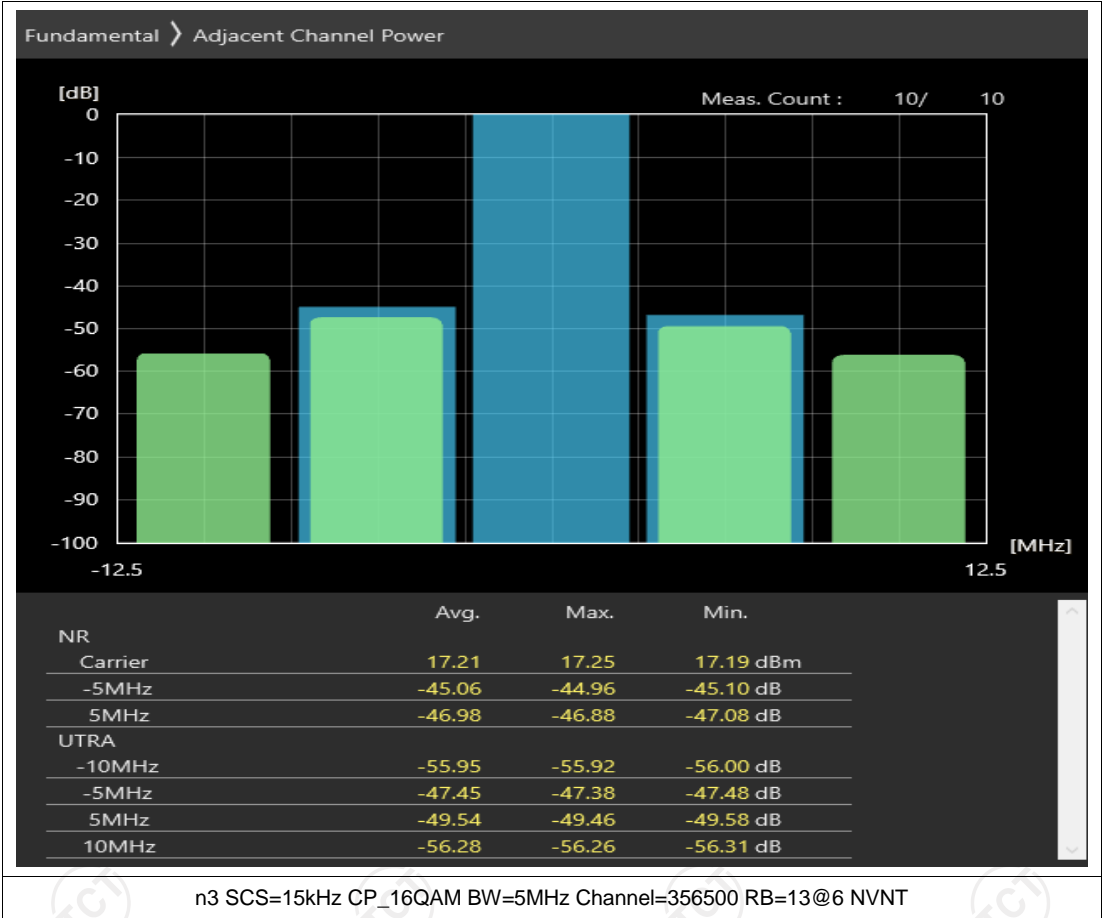 Fundamental 〉 Adjacent Channel Power
[dB]
Meas. Count : 10/ 10
0
-10
-20
-30
-40
-50
-60
-70
-80
-90
-100
[MHz]
-12.5 12.5
Avg. Max. Min.
NR
Carrier 17.21 17.25 17.19 dBm
-5MHz -45.06 -44.96 -45.10 dB
5MHz -46.98 -46.88 -47.08 dB
UTRA
-10MHz -55.95 -55.92 -56.00 dB
-5MHz -47.45 -47.38 -47.48 dB
5MHz -49.54 -49.46 -49.58 dB
10MHz -56.28 -56.26 -56.31 dB
TCT TCT TCT TCT
n3 SCS=15kHz CP_16QAM BW=5MHz Channel=356500 RB=13@6 NVNT